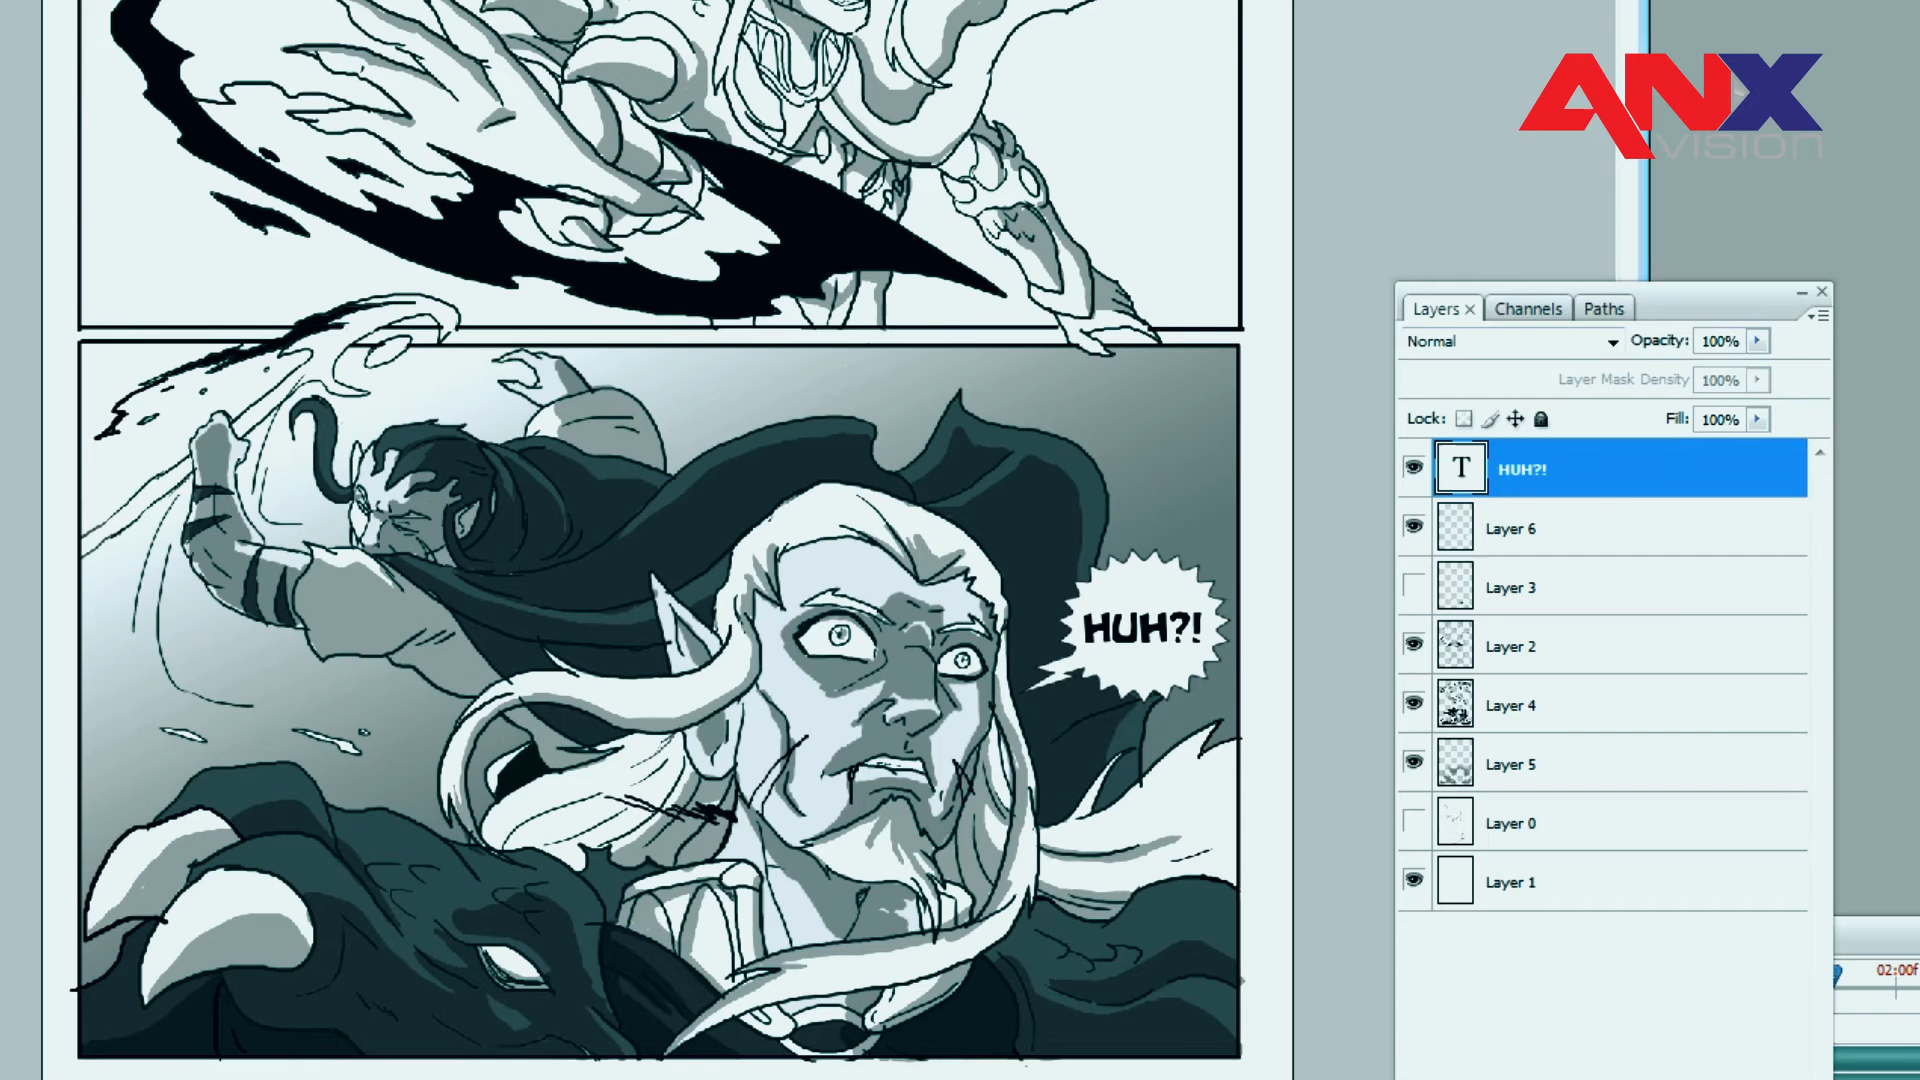 ANX
vision
Layers
Channels
Paths
Normal
Opacity: 100%
Layer Mask Density 100%
Lock:
Fill: 100%
T
HUH?!
Layer 6
Layer 3
Layer 2
Layer 4
Layer 5
Layer 0
Layer 1
HUH?!
02:00f